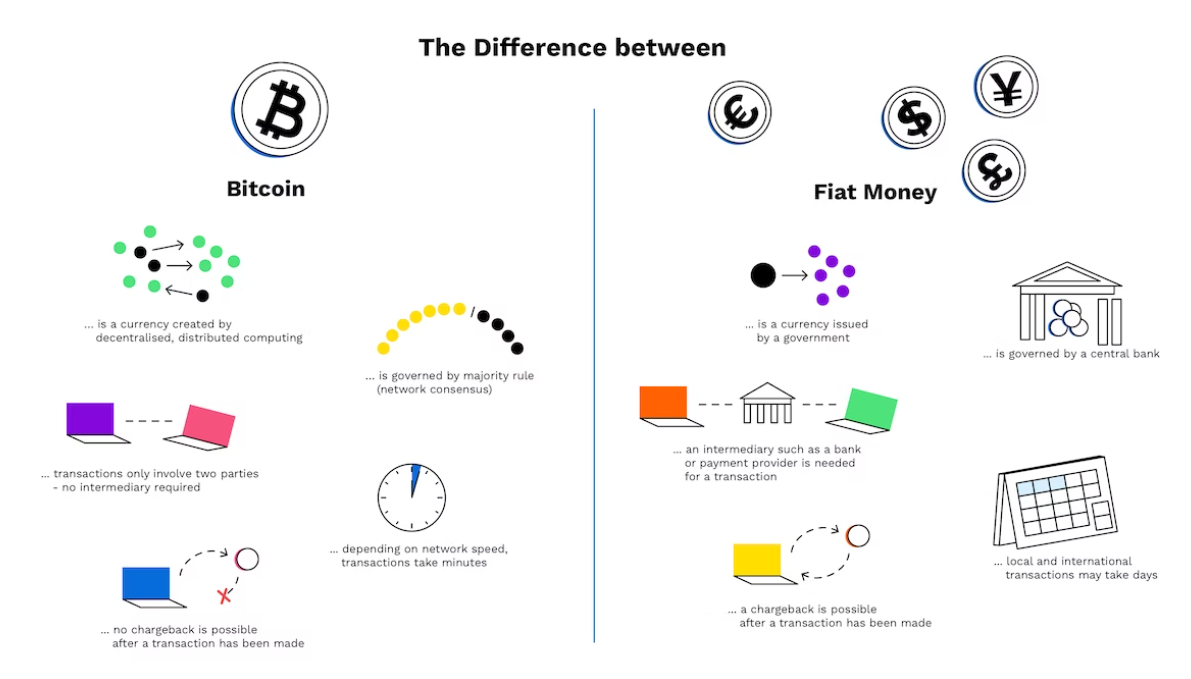 The Difference between
Bitcoin
... is a currency created by
decentralised, distributed computing
... is governed by majority rule
(network consensus)
... transactions only involve two parties
- no intermediary required
... depending on network speed,
transactions take minutes
... no chargeback is possible
after a transaction has been made
Fiat Money
... is a currency issued
by a government
... is governed by a central bank
... an intermediary such as a bank
or payment provider is needed
for a transaction
... local and international
transactions may take days
... a chargeback is possible
after a transaction has been made